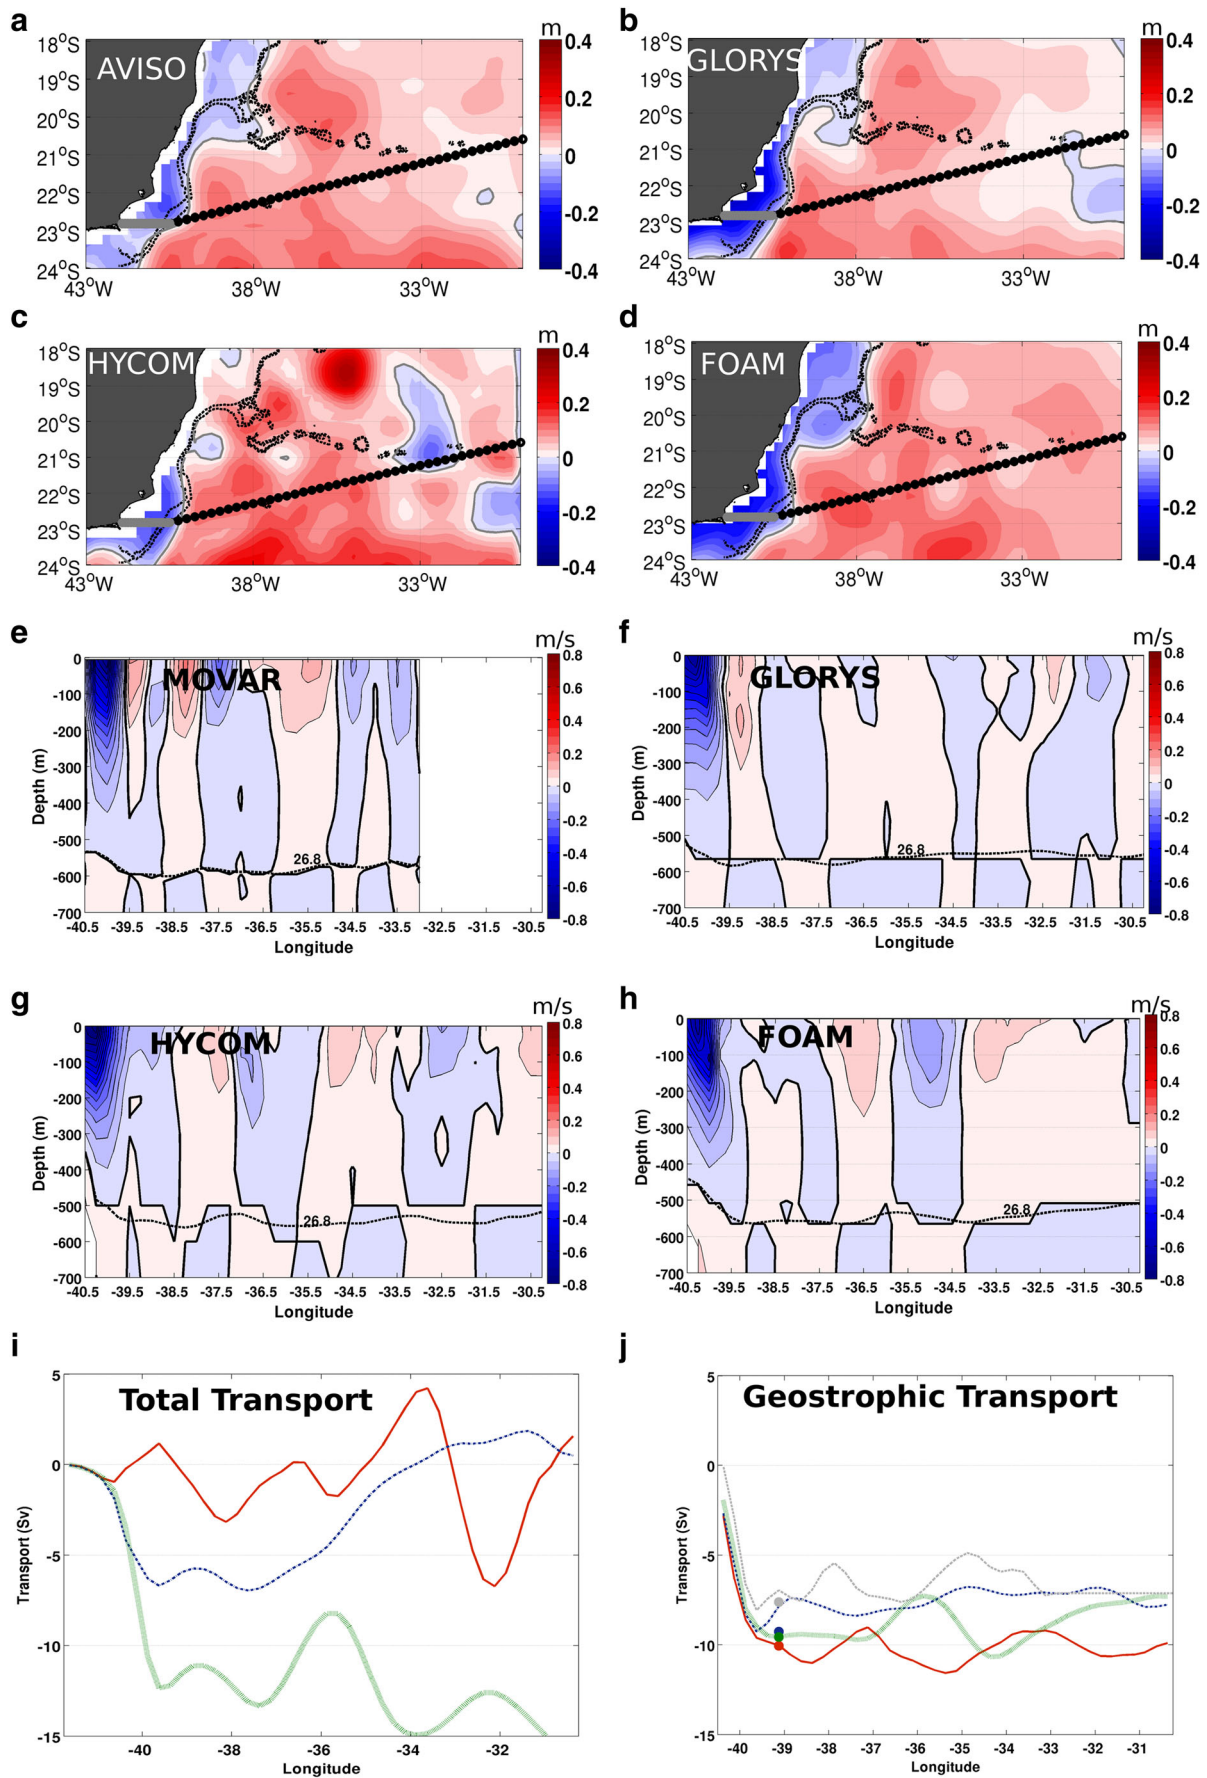 a
m
AVISO
18°S
19°S
20°S
21°S
22°S
23°S
24°S
43°W
38°W
33°W
0.4
0.2
0
-0.2
-0.4
b
m
GLORYS
18°S
19°S
20°S
21°S
22°S
23°S
24°S
43°W
38°W
33°W
0.4
0.2
0
-0.2
-0.4
c
m
HYCOM
18°S
19°S
20°S
21°S
22°S
23°S
24°S
43°W
38°W
33°W
0.4
0.2
0
-0.2
-0.4
d
m
FOAM
18°S
19°S
20°S
21°S
22°S
23°S
24°S
43°W
38°W
33°W
0.4
0.2
0
-0.2
-0.4
e
m/s
MOVAR
Depth (m)
0
-100
-200
-300
-400
-500
-600
-700
26.8
-40.5 -39.5 -38.5 -37.5 -36.5 -35.5 -34.5 -33.5 -32.5 -31.5 -30.5
Longitude
0.8
0.6
0.4
0.2
0
-0.2
-0.4
-0.6
-0.8
f
m/s
GLORYS
Depth (m)
0
-100
-200
-300
-400
-500
-600
-700
26.8
-40.5 -39.5 -38.5 -37.5 -36.5 -35.5 -34.5 -33.5 -32.5 -31.5 -30.5
Longitude
0.8
0.6
0.4
0.2
0
-0.2
-0.4
-0.6
-0.8
g
m/s
HYCOM
Depth (m)
0
-100
-200
-300
-400
-500
-600
-700
26.8
-40.5 -39.5 -38.5 -37.5 -36.5 -35.5 -34.5 -33.5 -32.5 -31.5 -30.5
Longitude
0.8
0.6
0.4
0.2
0
-0.2
-0.4
-0.6
-0.8
h
m/s
FOAM
Depth (m)
0
-100
-200
-300
-400
-500
-600
-700
26.8
-40.5 -39.5 -38.5 -37.5 -36.5 -35.5 -34.5 -33.5 -32.5 -31.5 -30.5
Longitude
0.8
0.6
0.4
0.2
0
-0.2
-0.4
-0.6
-0.8
i
Total Transport
Transport (Sv)
5
0
-5
-10
-15
-40 -38 -36 -34 -32
Longitude
j
Geostrophic Transport
Transport (Sv)
5
0
-5
-10
-15
-40 -39 -38 -37 -36 -35 -34 -33 -32 -31
Longitude